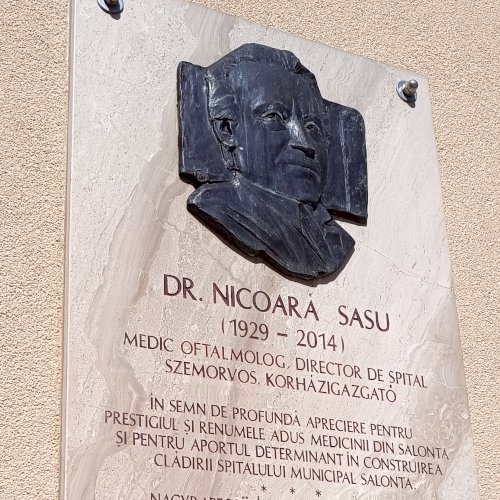 DR. NICOARĂ SASU
(1929 – 2014)
MEDIC OFTALMOLOG, DIRECTOR DE SPITAL
SZEMORVOS, KÓRHÁZIGAZGATÓ
ÎN SEMN DE PROFUNDĂ APRECIERE PENTRU
PRESTIGIUL ȘI RENUMELE ADUS MEDICINII DIN SALONTA
ȘI PENTRU APORTUL DETERMINANT ÎN CONSTRUIREA
CLĂDIRII SPITALULUI MUNICIPAL SALONTA.
* * *